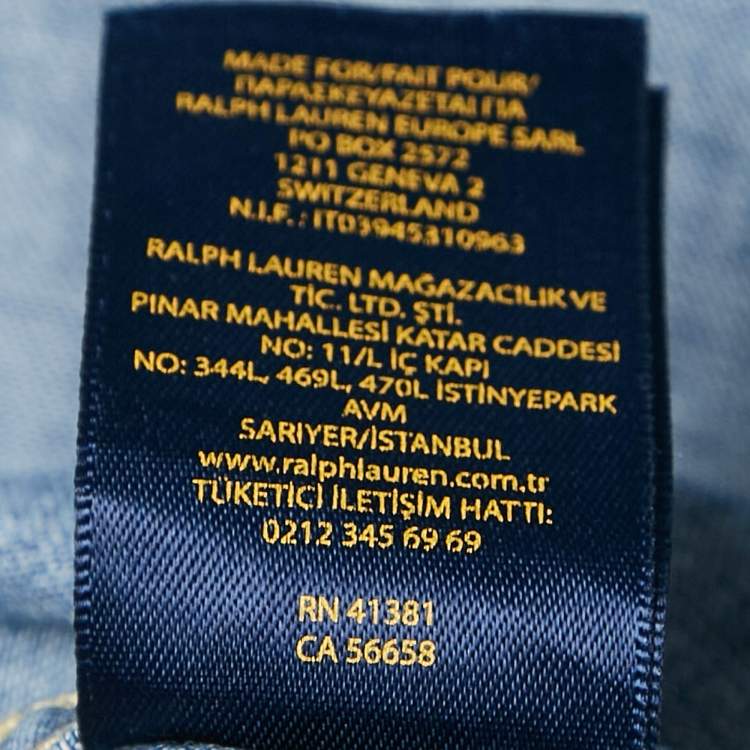 MADE FOR/FAIT POUR/
ΠΑΡΑΣΚΕΥΑΖΕΤΑΙ ΓΙΑ
RALPH LAUREN EUROPE SARL
PO BOX 2572
1211 GENEVA 2
SWITZERLAND
N.I.F. : IT03945310963
RALPH LAUREN MAĞAZACILIK VE
TİC. LTD. ŞTİ.
PINAR MAHALLESİ KATAR CADDESİ
NO: 11/L İÇ KAPI
NO: 344L, 469L, 470L İSTİNYEPARK
AVM
SARIYER/İSTANBUL
www.ralphlauren.com.tr
TÜKETİCİ İLETİŞİM HATTI:
0212 345 69 69
RN 41381
CA 56658